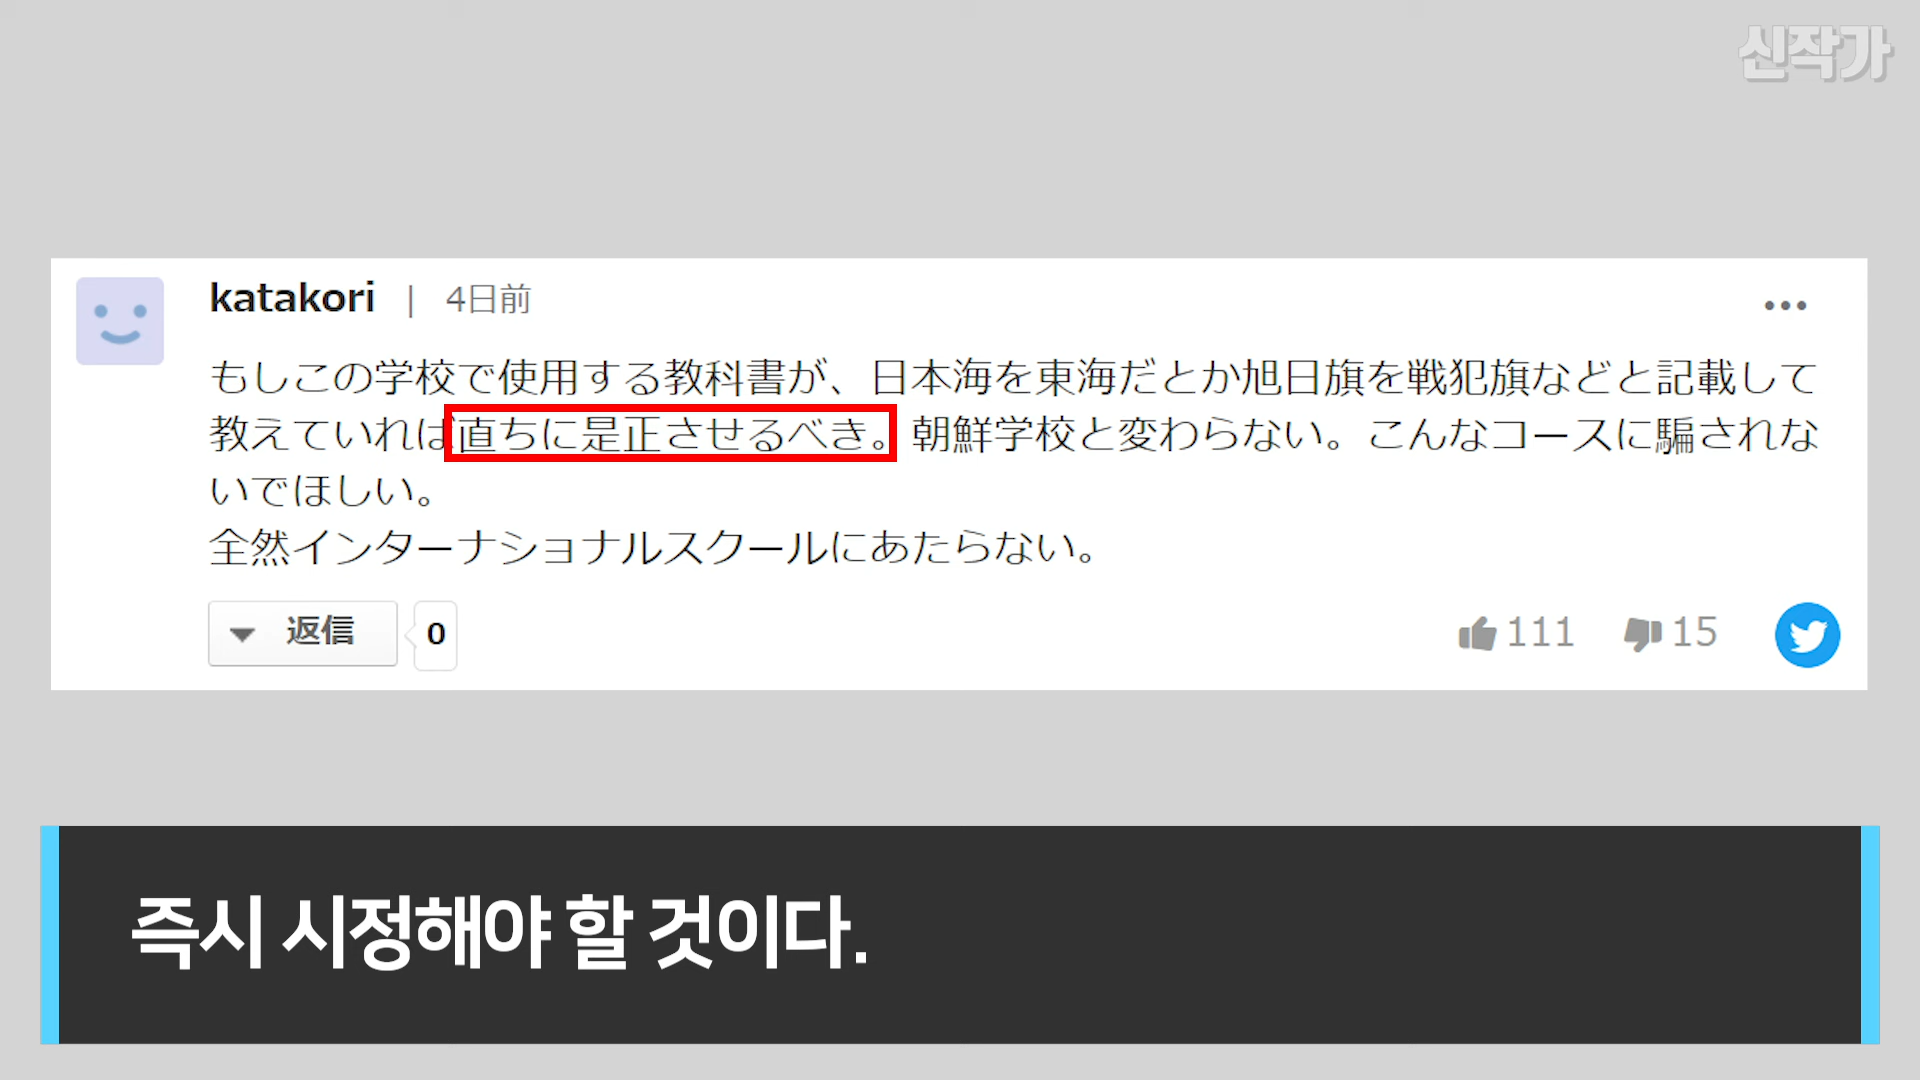 신작가
katakori | 4日前
もしこの学校で使用する教科書が、日本海を東海だとか旭日旗を戦犯旗などと記載して
教えていれば直ちに是正させるべき。朝鮮学校と変わらない。こんなコースに騙されな
いでほしい。
全然インターナショナルスクールにあたらない。
返信 0 111 15
즉시 시정해야 할 것이다.